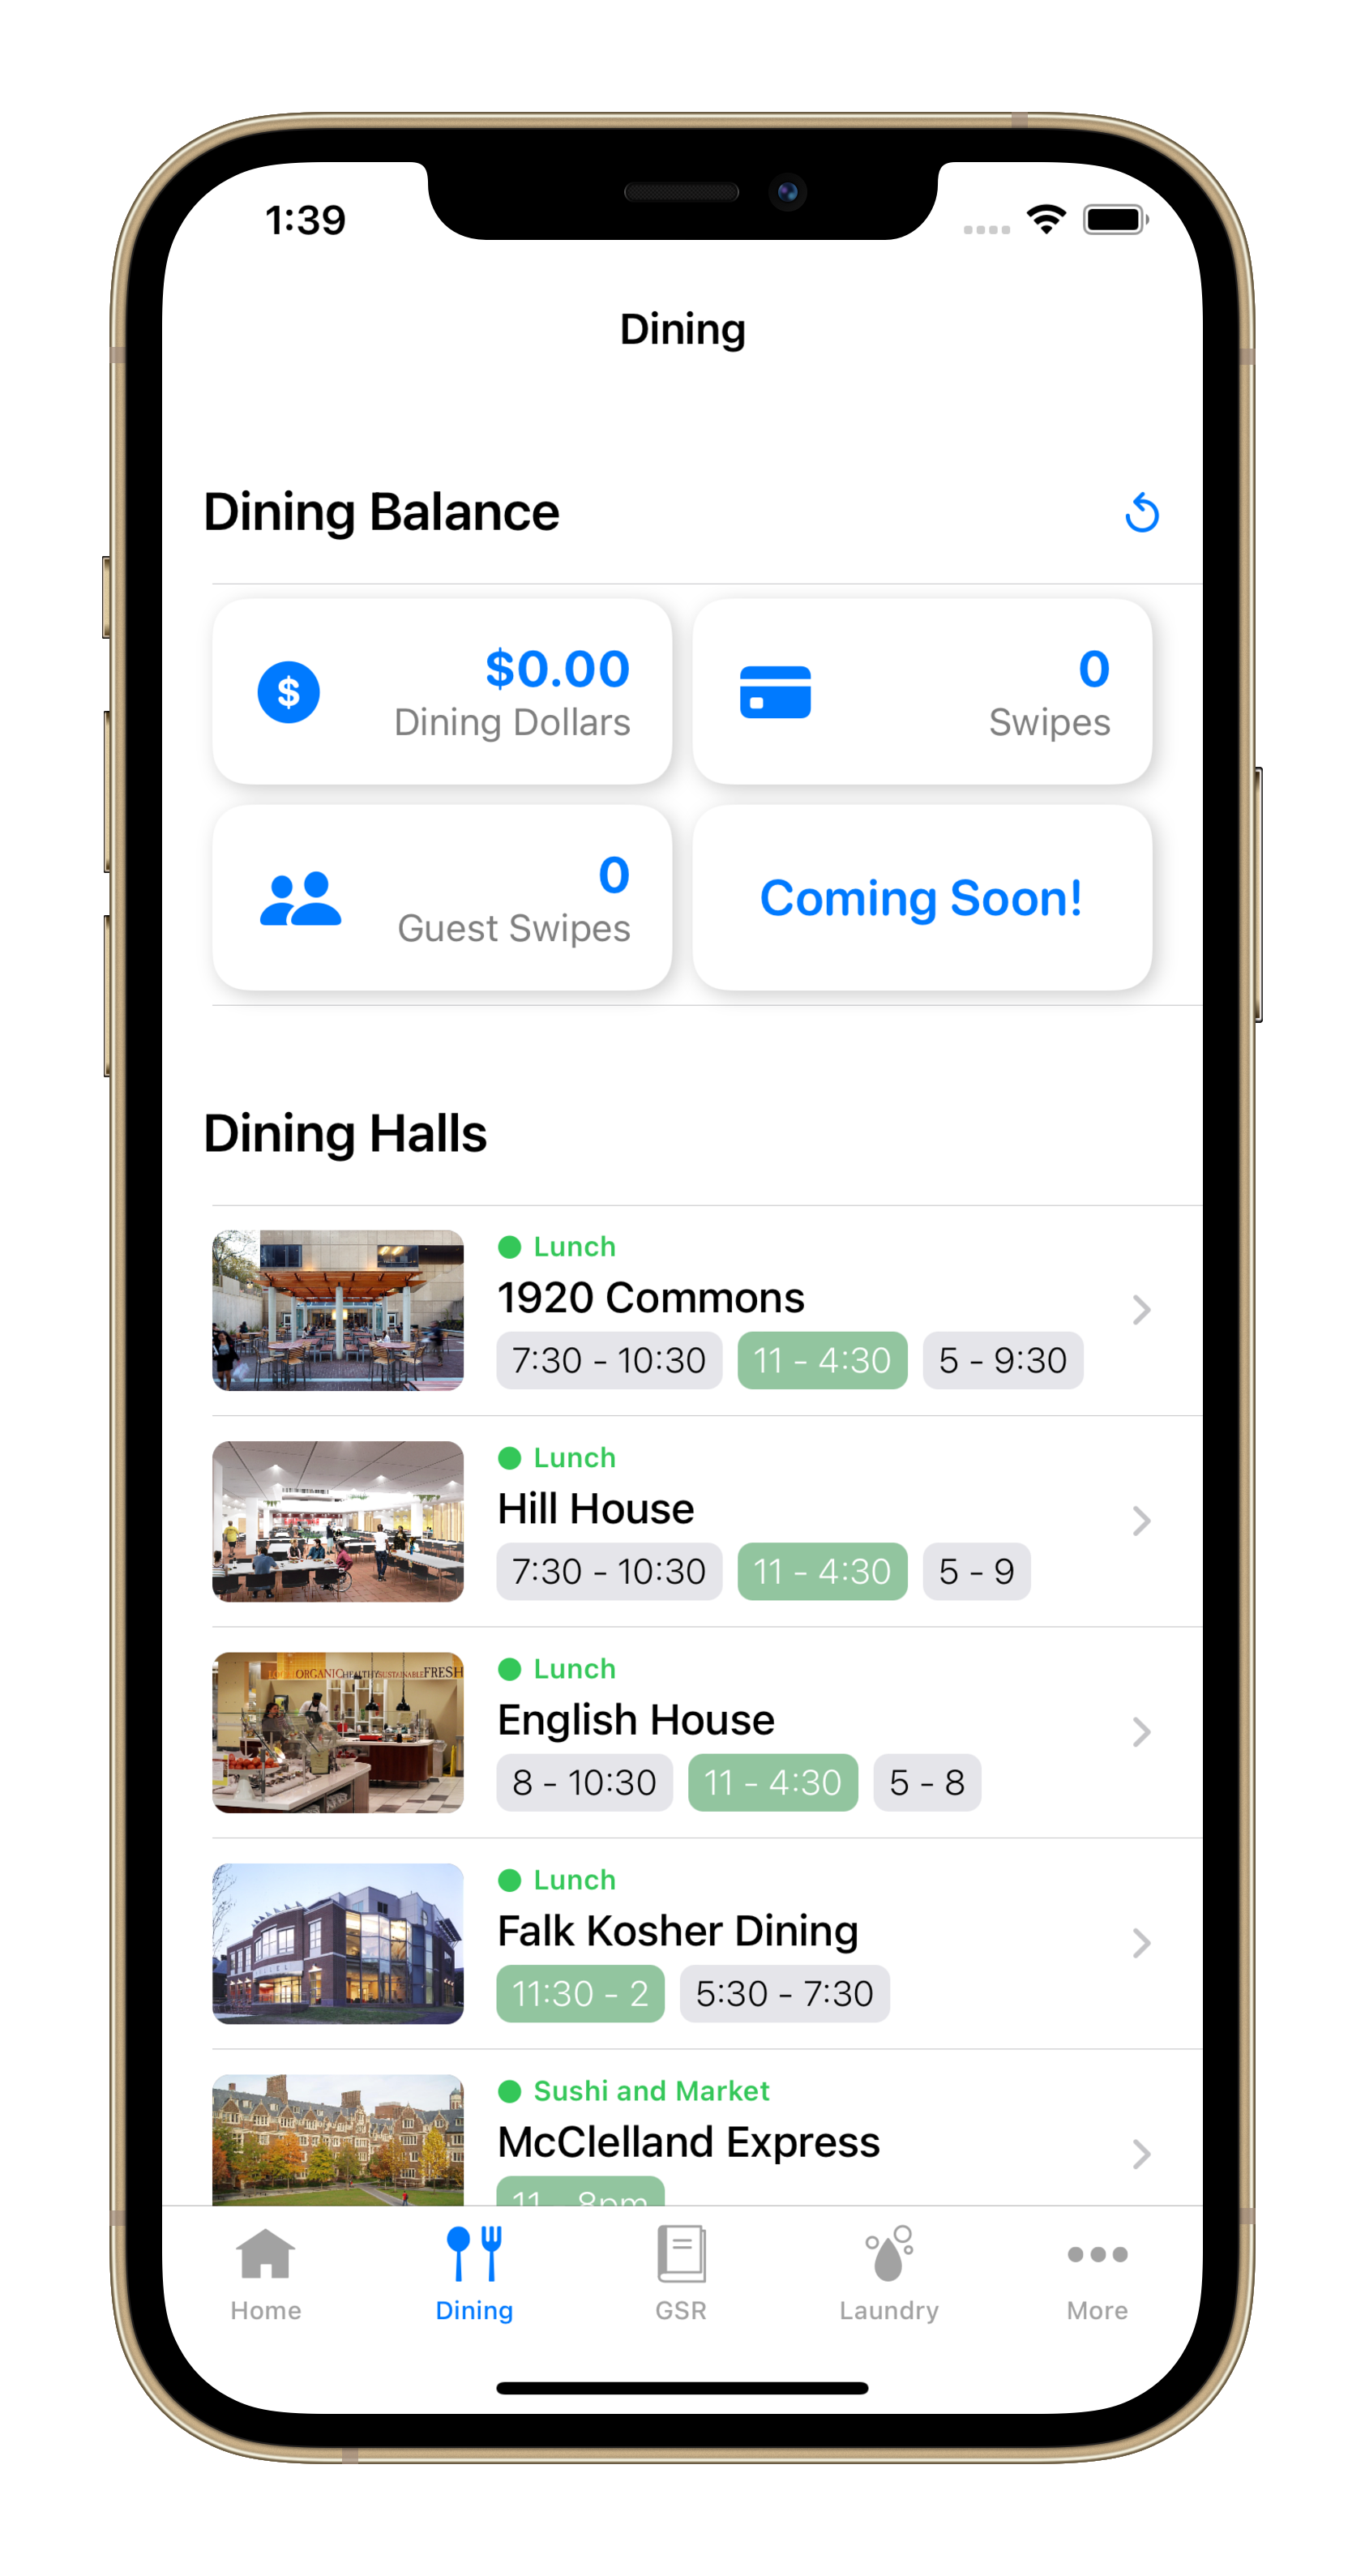 1:39
Dining
Dining Balance
$0.00
Dining Dollars
0
Swipes
0
Guest Swipes
Coming Soon!
Dining Halls
Lunch
1920 Commons
7:30 - 10:30
11 - 4:30
5 - 9:30
Lunch
Hill House
7:30 - 10:30
11 - 4:30
5 - 9
ORGANIC HEALTHY SUSTAINABLE FRESH
Lunch
English House
8 - 10:30
11 - 4:30
5 - 8
Lunch
Falk Kosher Dining
11:30 - 2
5:30 - 7:30
Sushi and Market
McClelland Express
11 - 8pm
Home
Dining
GSR
Laundry
More